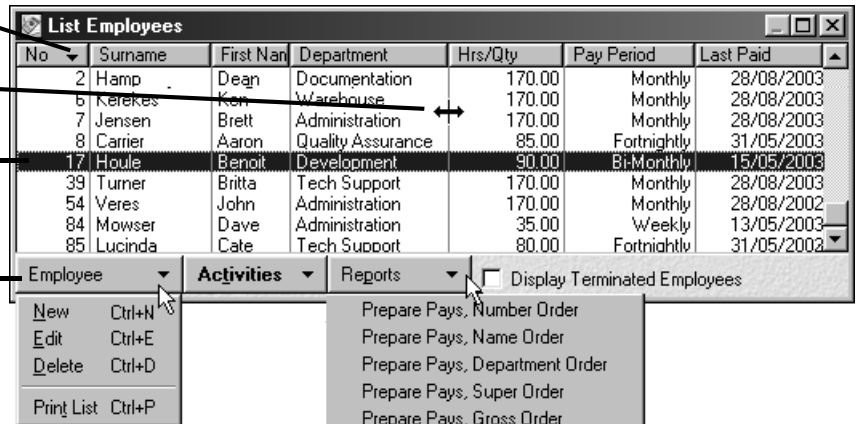 List Employees
No Surname First Nan Department Hrs/Qty Pay Period Last Paid
2 Hamp Dean Documentation 170.00 Monthly 28/08/2003
6 Kerekes Ken Warehouse 170.00 Monthly 28/08/2003
7 Jensen Brett Administration 170.00 Monthly 28/08/2003
8 Carrier Aaron Quality Assurance 85.00 Fortnightly 31/05/2003
17 Houle Benoit Development 90.00 Bi-Monthly 15/05/2003
39 Turner Britta Tech Support 170.00 Monthly 28/08/2003
54 Veres John Administration 170.00 Monthly 28/08/2002
84 Mowser Dave Administration 35.00 Weekly 13/05/2003
85 Lucinda Cate Tech Support 80.00 Fortnightly 31/05/2003
Employee Activities Reports Display Terminated Employees
New Ctrl+N
Edit Ctrl+E
Delete Ctrl+D
Print List Ctrl+P
Prepare Pays, Number Order
Prepare Pays, Name Order
Prepare Pays, Department Order
Prepare Pays, Super Order
Prepare Pays, Gross Order